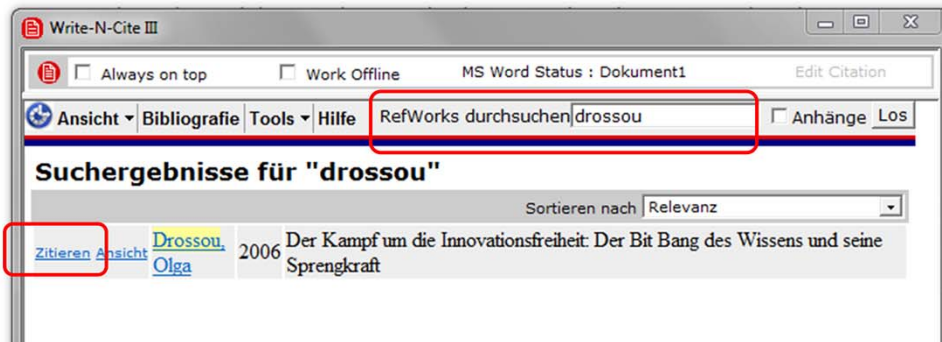 Write-N-Cite III
Always on top Work Offline MS Word Status : Dokument1 Edit Citation
Ansicht Bibliografie Tools Hilfe RefWorks durchsuchen drossou Anhänge Los
Suchergebnisse für "drossou"
Sortieren nach Relevanz
Zitieren Ansicht Drossou, Olga 2006 Der Kampf um die Innovationsfreiheit: Der Bit Bang des Wissens und seine
Sprengkraft